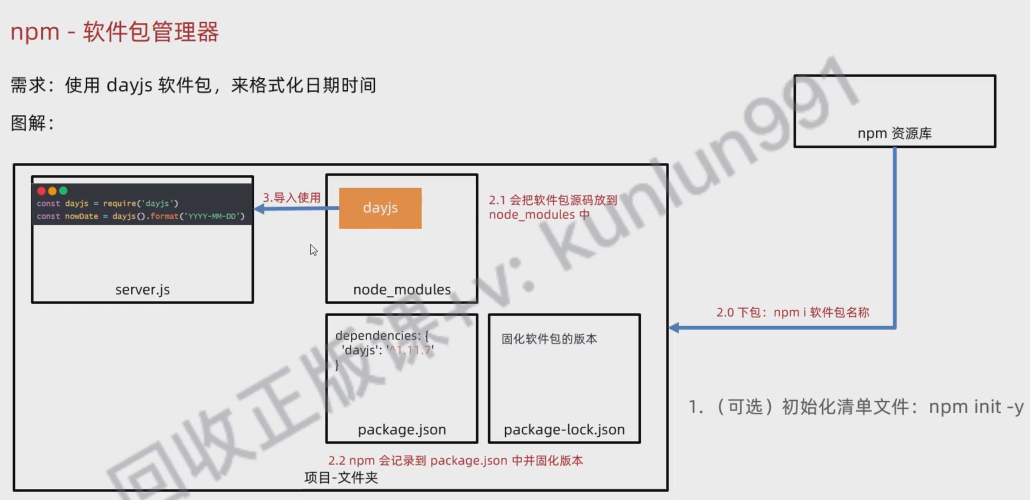 npm - 软件包管理器
需求：使用 dayjs 软件包，来格式化日期时间
图解：
npm 资源库
const dayjs = require('dayjs')
const nowDate = dayjs().format('YYYY-MM-DD')
server.js
3.导入使用
dayjs
node_modules
2.1 会把软件包源码放到
node_modules 中
2.0 下包：npm i 软件包名称
dependencies: {
'dayjs': '^1.11.7'
}
package.json
固化软件包的版本
package-lock.json
1. （可选）初始化清单文件：npm init -y
2.2 npm 会记录到 package.json 中并固化版本
项目-文件夹
回收正版课+v: kunlun991